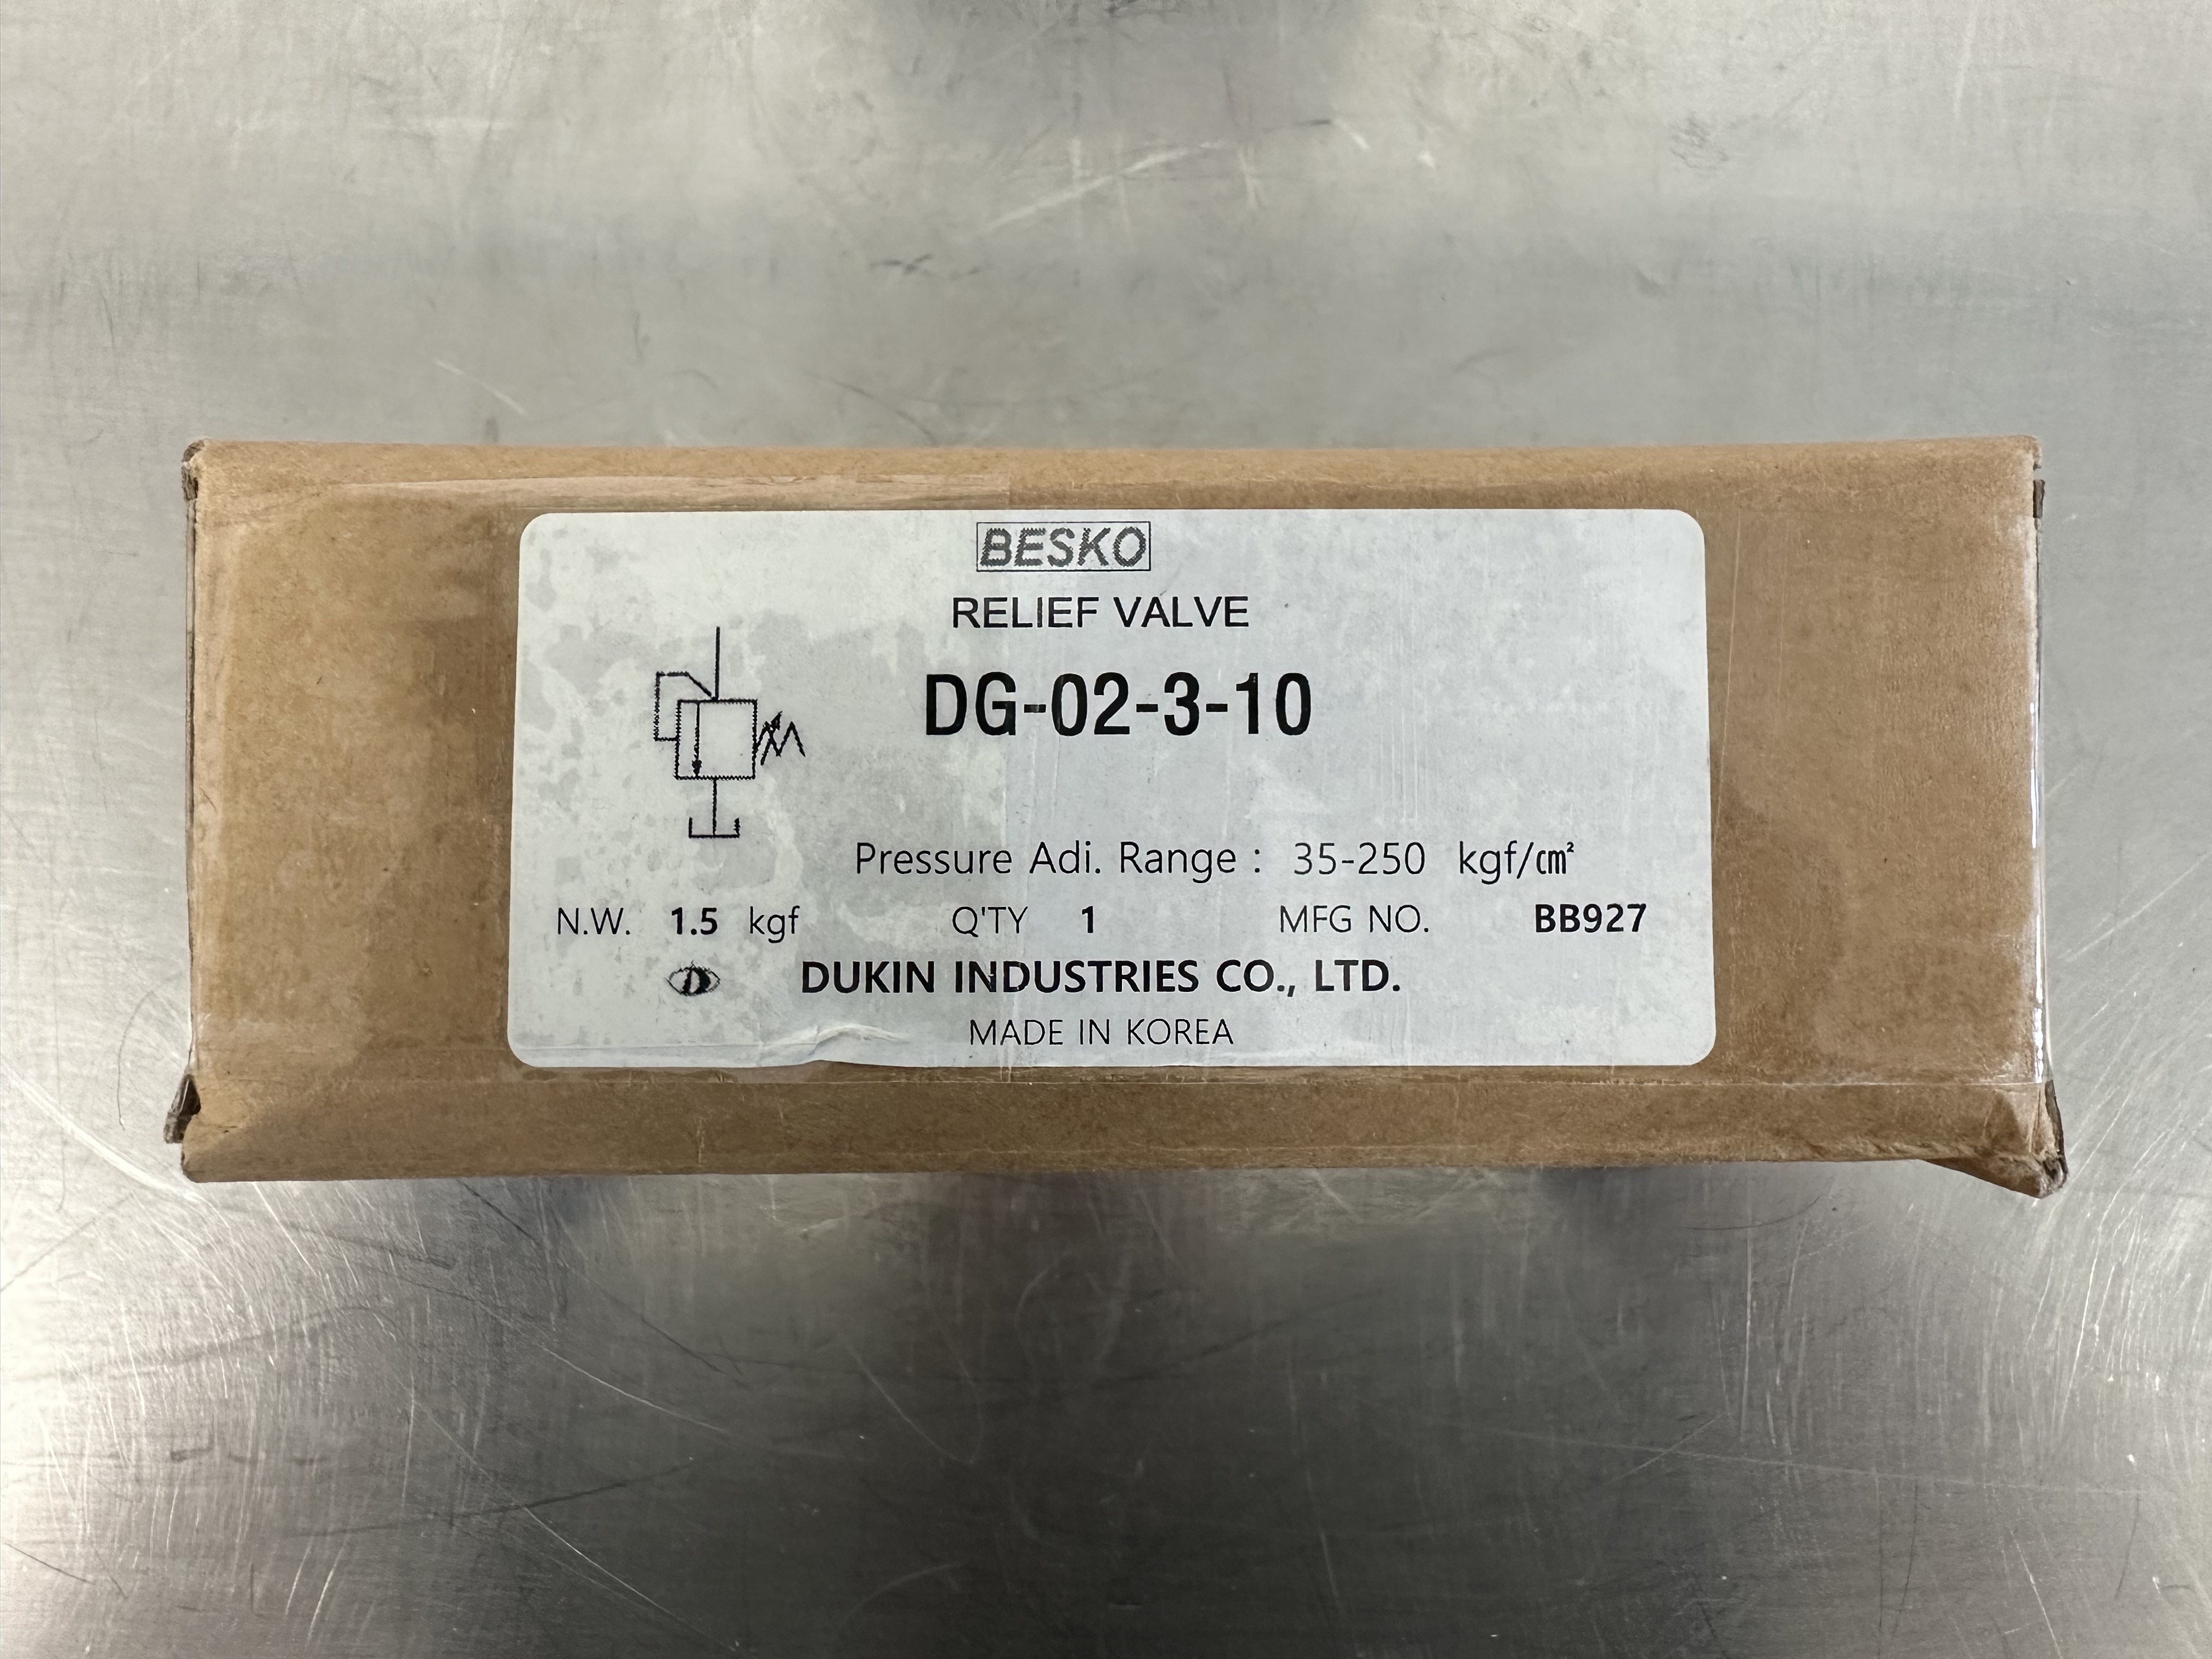 BESKO
RELIEF VALVE
DG-02-3-10
Pressure Adi. Range : 35-250 kgf/㎠
N.W. 1.5 kgf Q'TY 1 MFG NO. BB927
DUKIN INDUSTRIES CO., LTD.
MADE IN KOREA